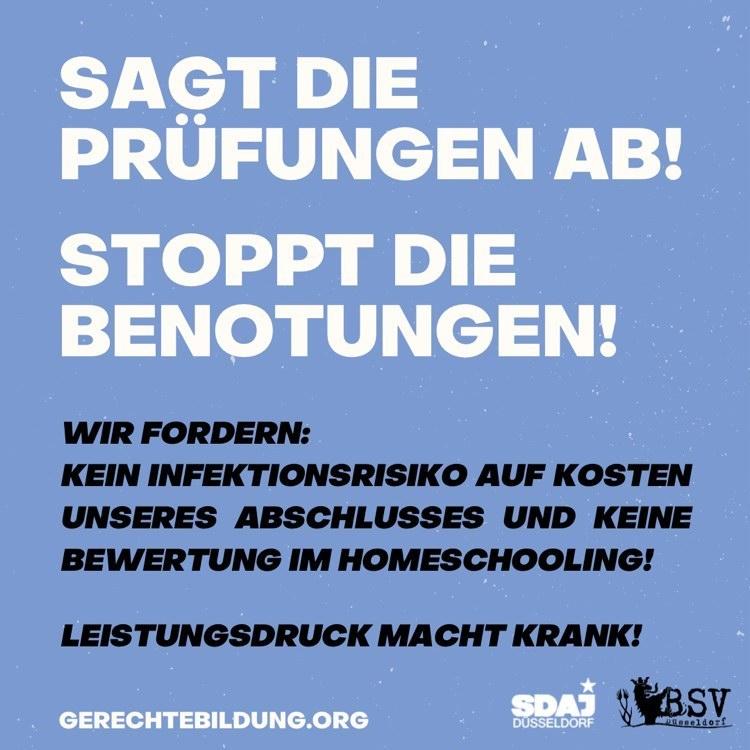 SAGT DIE
PRÜFUNGEN AB!
STOPPT DIE
BENOTUNGEN!
WIR FORDERN:
KEIN INFEKTIONSRISIKO AUF KOSTEN
UNSERES ABSCHLUSSES UND KEINE
BEWERTUNG IM HOMESCHOOLING!
LEISTUNGSDRUCK MACHT KRANK!
GERECHTEBILDUNG.ORG
SDAJ
DÜSSELDORF
BSV
Düsseldorf